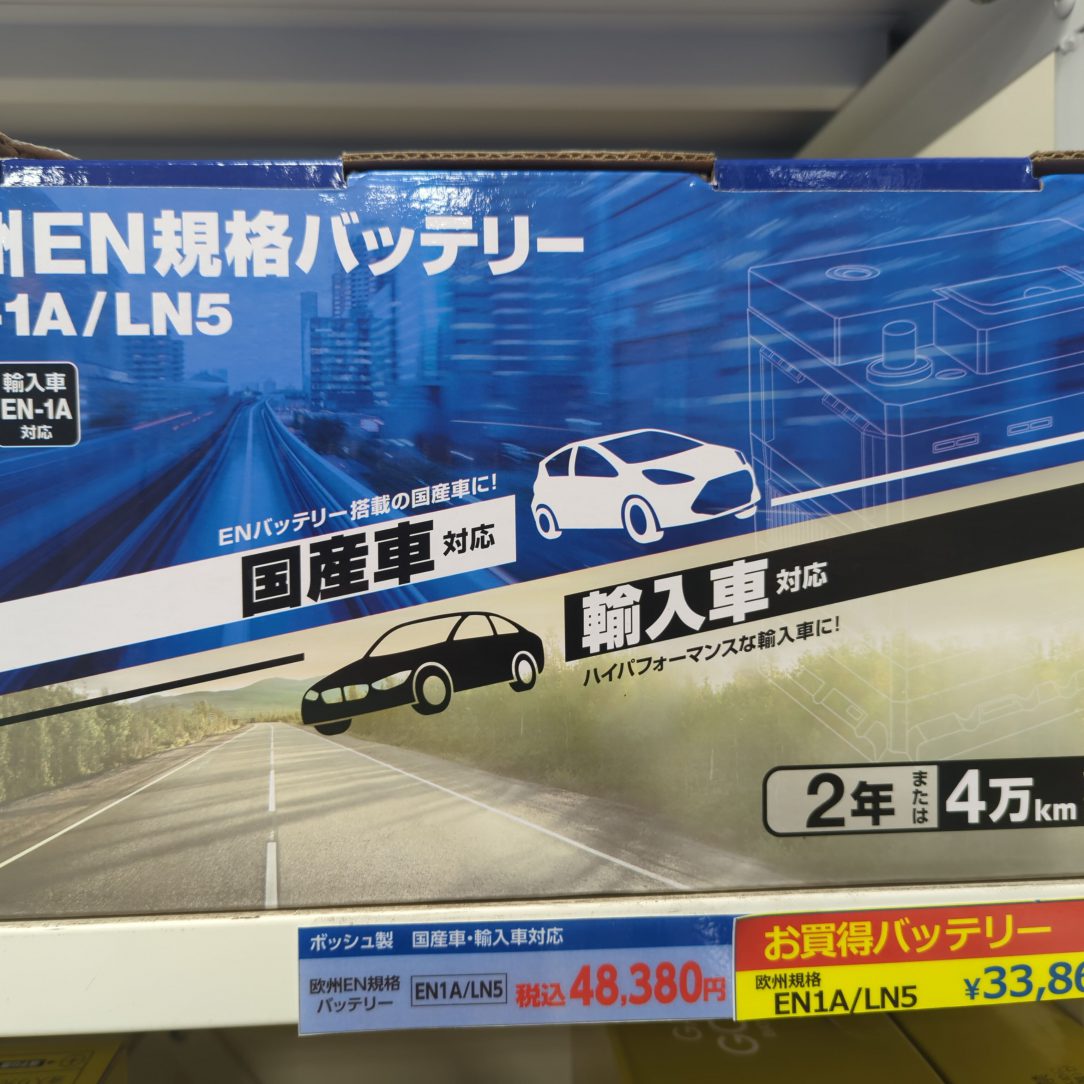 州EN規格バッテリー
-1A/LN5
輸入車
EN-1A
対応
ENバッテリー搭載の国産車に!
国産車対応
輸入車対応
ハイパフォーマンスな輸入車に!
2年または4万km
ボッシュ製 国産車・輸入車対応
欧州EN規格
バッテリー
EN1A/LN5
税込48,380円
お買得バッテリー
欧州規格
EN1A/LN5
¥33,86